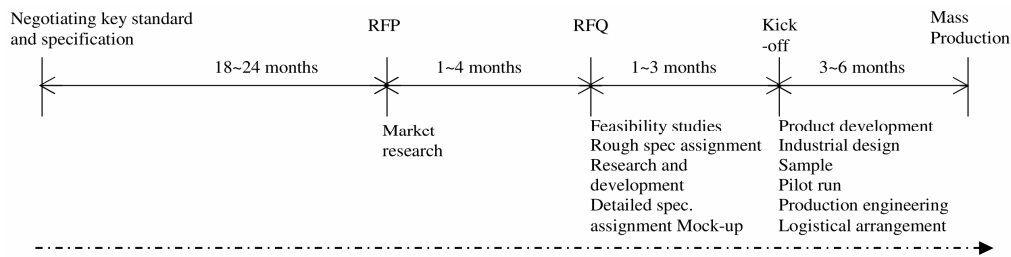 Negotiating key standard
and specification
RFP
RFQ
Kick
-off
Mass
Production
18~24 months
1~4 months
1~3 months
3~6 months
Market
research
Feasibility studies
Rough spec assignment
Research and
development
Detailed spec.
assignment Mock-up
Product development
Industrial design
Sample
Pilot run
Production engineering
Logistical arrangement